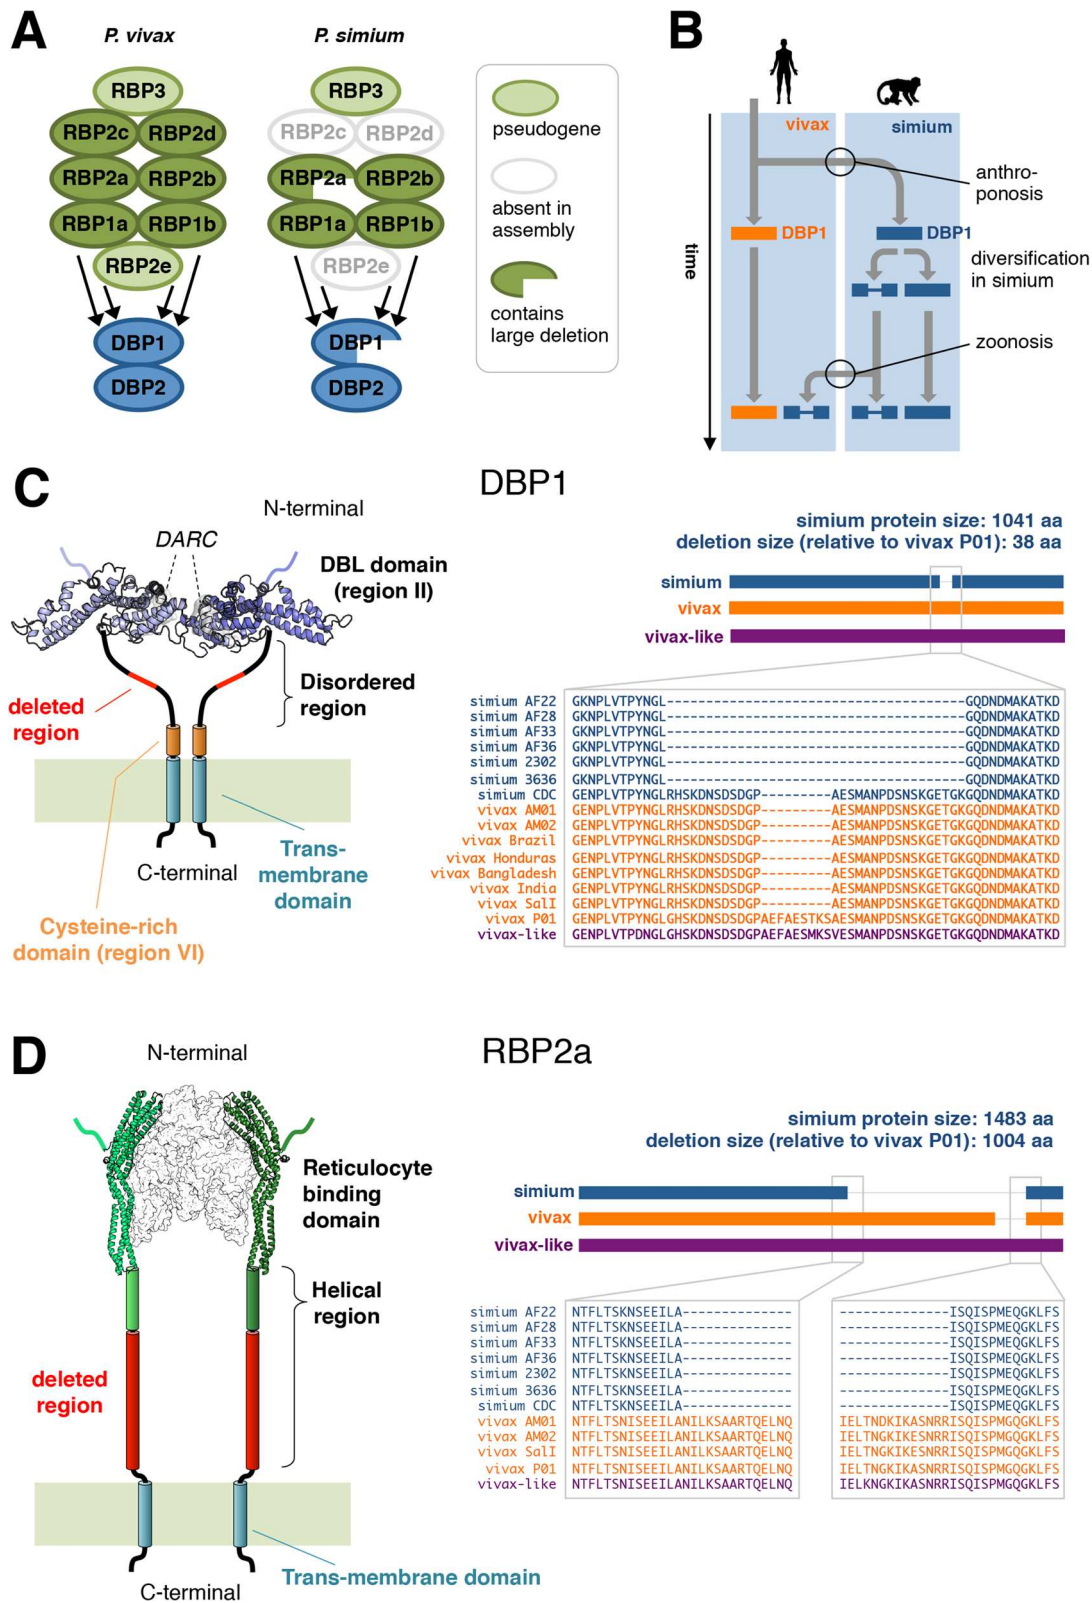 A
P. vivax
P. simium
RBP3
RBP2c
RBP2d
RBP2a
RBP2b
RBP1a
RBP1b
RBP2e
DBP1
DBP2
RBP3
RBP2c
RBP2d
RBP2a
RBP2b
RBP1a
RBP1b
RBP2e
DBP1
DBP2
pseudogene
absent in
assembly
contains
large deletion
B
vivax
simium
time
anthro-
ponosis
DBP1
DBP1
diversification
in simium
zoonosis
C
N-terminal
DARC
DBL domain
(region II)
deleted
region
Disordered
region
C-terminal
Trans-
membrane
domain
Cysteine-rich
domain (region VI)
DBP1
simium protein size: 1041 aa
deletion size (relative to vivax P01): 38 aa
simium
vivax
vivax-like
simium AF22 GKNPLVTPYNGL--------------------------------------GQDNDMAKATKD
simium AF28 GKNPLVTPYNGL--------------------------------------GQDNDMAKATKD
simium AF33 GKNPLVTPYNGL--------------------------------------GQDNDMAKATKD
simium AF36 GKNPLVTPYNGL--------------------------------------GQDNDMAKATKD
simium 2302 GKNPLVTPYNGL--------------------------------------GQDNDMAKATKD
simium 3636 GKNPLVTPYNGL--------------------------------------GQDNDMAKATKD
simium CDC GENPLVTPYNGLRHSKDNSDSDGP---------AESMANPDSNSKGETGKGQDNDMAKATKD
vivax AM01 GENPLVTPYNGLRHSKDNSDSDGP---------AESMANPDSNSKGETGKGQDNDMAKATKD
vivax AM02 GENPLVTPYNGLRHSKDNSDSDGP---------AESMANPDSNSKGETGKGQDNDMAKATKD
vivax Brazil GENPLVTPYNGLRHSKDNSDSDGP---------AESMANPDSNSKGETGKGQDNDMAKATKD
vivax Honduras GENPLVTPYNGLRHSKDNSDSDGP---------AESMANPDSNSKGETGKGQDNDMAKATKD
vivax Bangladesh GENPLVTPYNGLRHSKDNSDSDGP---------AESMANPDSNSKGETGKGQDNDMAKATKD
vivax India GENPLVTPYNGLRHSKDNSDSDGP---------AESMANPDSNSKGETGKGQDNDMAKATKD
vivax SalI GENPLVTPYNGLRHSKDNSDSDGP---------AESMANPDSNSKGETGKGQDNDMAKATKD
vivax P01 GENPLVTPYNGLGHSKDNSDSDGPAEFAESTKSAESMANPDSNSKGETGKGQDNDMAKATKD
vivax-like GENPLVTPDNGLGHSKDNSDSDGPAEFAESMKSVESMANPDSNSKGETGKGQDNDMAKATKD
D
N-terminal
Reticulocyte
binding
domain
Helical
region
deleted
region
Trans-membrane domain
C-terminal
RBP2a
simium protein size: 1483 aa
deletion size (relative to vivax P01): 1004 aa
simium
vivax
vivax-like
simium AF22 NTFLTSKNSEEILA-------------- --------------ISQISPMEQGKLFS
simium AF28 NTFLTSKNSEEILA-------------- --------------ISQISPMEQGKLFS
simium AF33 NTFLTSKNSEEILA-------------- --------------ISQISPMEQGKLFS
simium AF36 NTFLTSKNSEEILA-------------- --------------ISQISPMEQGKLFS
simium 2302 NTFLTSKNSEEILA-------------- --------------ISQISPMEQGKLFS
simium 3636 NTFLTSKNSEEILA-------------- --------------ISQISPMEQGKLFS
simium CDC NTFLTSKNSEEILA-------------- --------------ISQISPMEQGKLFS
vivax AM01 NTFLTSNISEEILANILKSAARTQELNQ IELTNDKIKASNRRISQISPMGQGKLFS
vivax AM02 NTFLTSNISEEILANILKSAARTQELNQ IELTNGKIKASNRRISQISPMGQGKLFS
vivax SalI NTFLTSNISEEILANILKSAARTQELNQ IELTNGKIKASNRRISQISPMGQGKLFS
vivax P01 NTFLTSNISEEILANILKSAARTQELNQ IELTNGKIKASNRRISQISPMGQGKLFS
vivax-like NTFLTSNISEEILANILKSAARTQELNQ IELKNGKIKASNRRISQISPMGQGKLFS